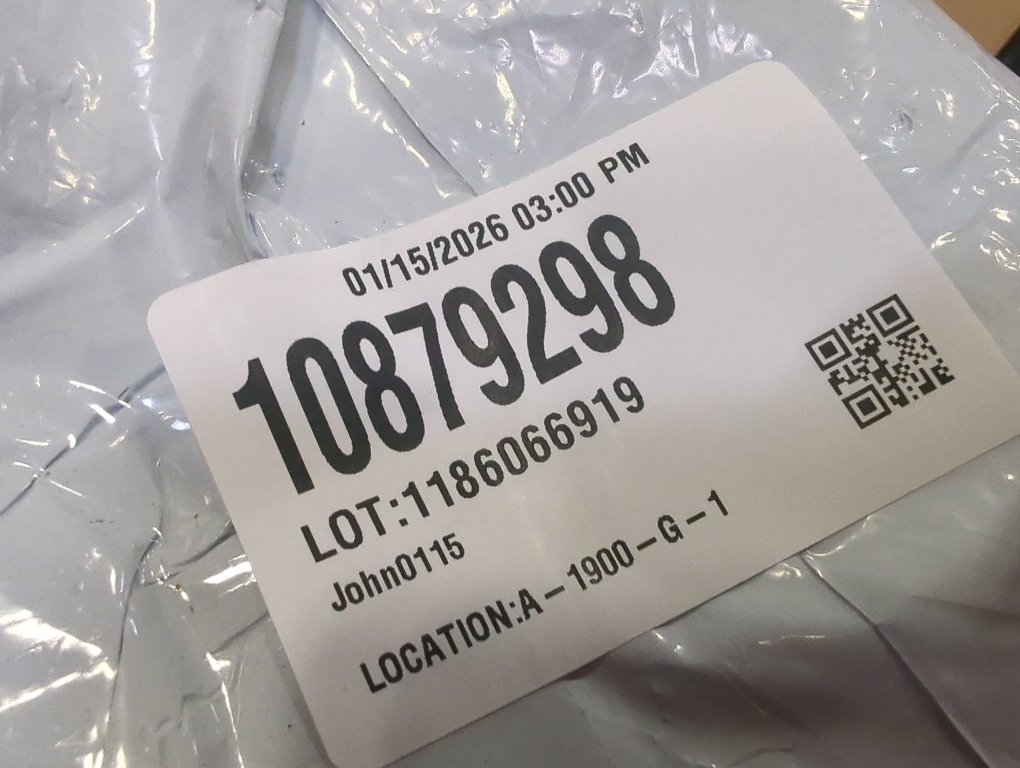 01/15/2026 03:00 PM
10879298
LOT:1186066919
John0115
LOCATION:A-1900-G-1